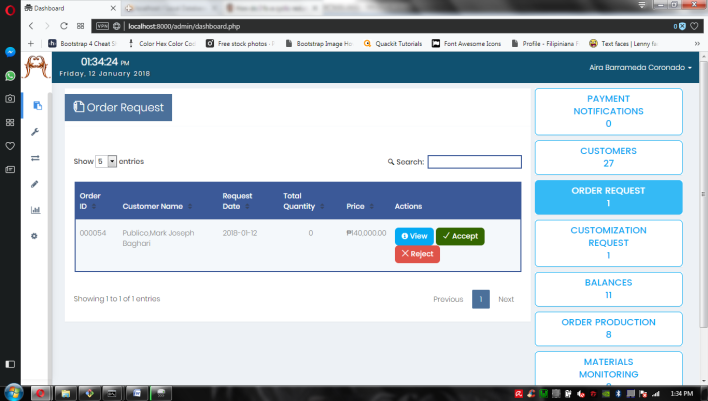 Dashboard
VPN
localhost:8000/admin/dashboard.php
0
Bootstrap 4 Cheat S
Color Hex Color Co
Free stock photos -
Bootstrap Image Ho
Quackit Tutorials
Font Awesome Icons
Profile - Filipiniana
Text faces | Lenny fa
01:34:24 PM
Friday, 12 January 2018
Aira Barrameda Coronado
Order Request
Show 5 entries
Search:
Order ID
Customer Name
Request Date
Total Quantity
Price
Actions
000054
Publico,Mark Joseph Baghari
2018-01-12
0
₱140,000.00
View
Accept
Reject
Showing 1 to 1 of 1 entries
Previous
1
Next
PAYMENT
NOTIFICATIONS
0
CUSTOMERS
27
ORDER REQUEST
1
CUSTOMIZATION
REQUEST
1
BALANCES
11
ORDER PRODUCTION
8
MATERIALS
MONITORING
1:34 PM